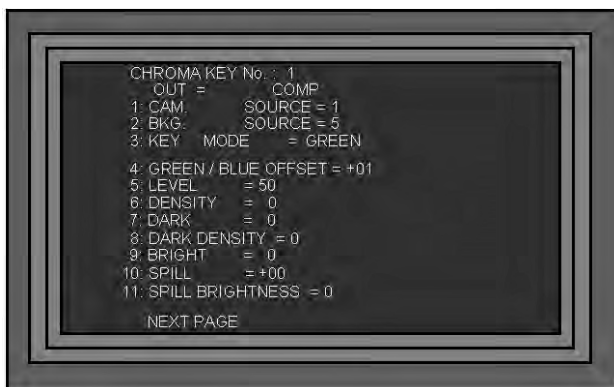 CHROMA KEY No. : 1
OUT = COMP
1: CAM. SOURCE = 1
2: BKG. SOURCE = 5
3: KEY MODE = GREEN
4: GREEN / BLUE OFFSET = +01
5: LEVEL = 50
6: DENSITY = 0
7: DARK = 0
8: DARK DENSITY = 0
9: BRIGHT = 0
10: SPILL = +00
11: SPILL BRIGHTNESS = 0
NEXT PAGE